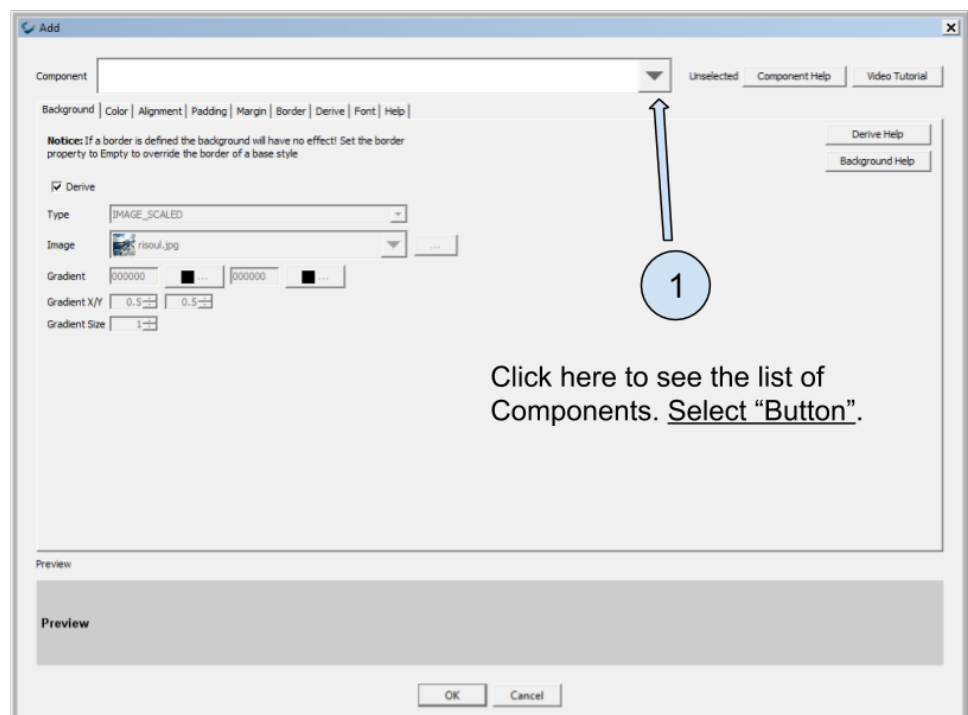 Add
Component Unselected Component Help Video Tutorial
Background Color Alignment Padding Margin Border Derive Font Help
Notice: If a border is defined the background will have no effect! Set the border
property to Empty to override the border of a base style
Derive Help
Background Help
Derive
Type IMAGE_SCALED
Image risoul.jpg ...
Gradient 000000 ... 000000 ...
Gradient X/Y 0.5 0.5
Gradient Size 1
1
Click here to see the list of
Components. Select “Button”.
Preview
Preview
OK Cancel